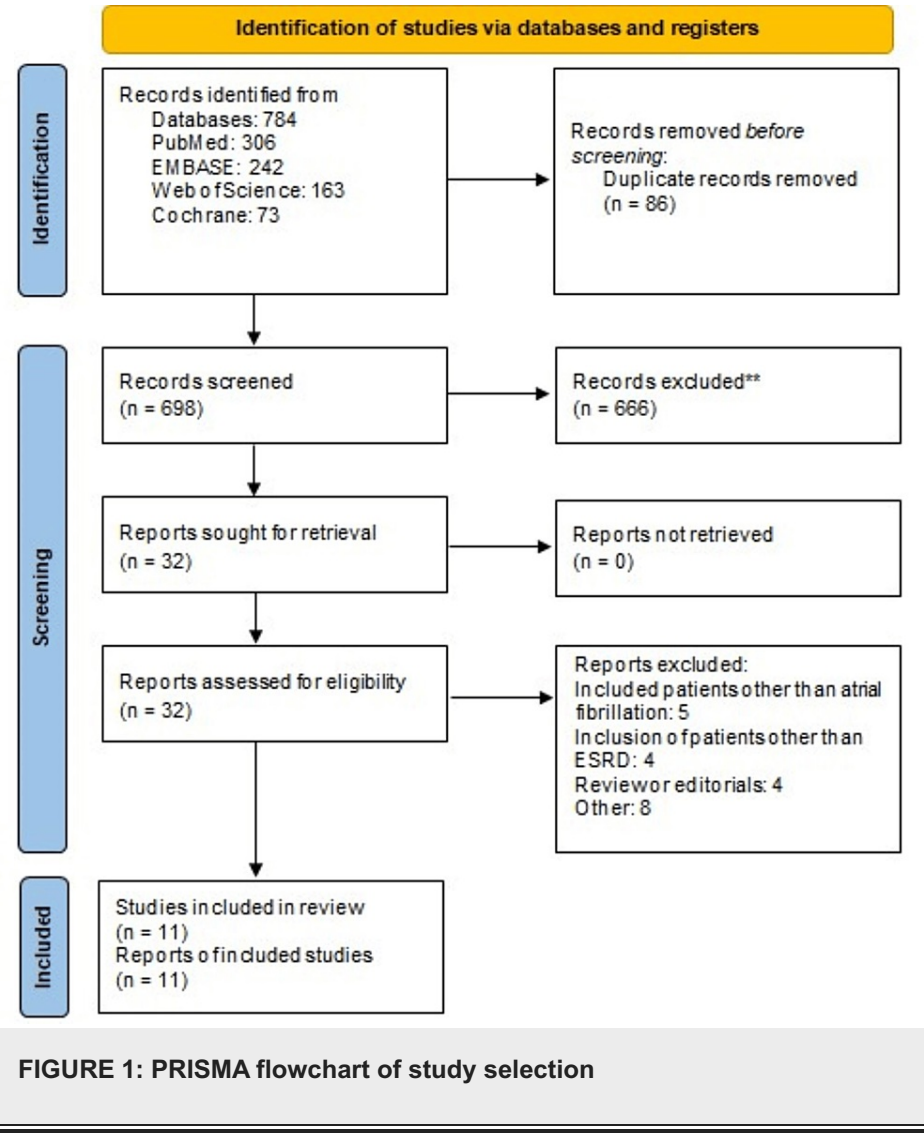 Identification of studies via databases and registers
Identification
Records identified from
Databases: 784
PubMed: 306
EMBASE: 242
Web of Science: 163
Cochrane: 73
Records removed before
screening:
Duplicate records removed
(n = 86)
Screening
Records screened
(n = 698)
Records excluded**
(n = 666)
Reports sought for retrieval
(n = 32)
Reports not retrieved
(n = 0)
Reports assessed for eligibility
(n = 32)
Reports excluded:
Included patients other than atrial
fibrillation: 5
Inclusion of patients other than
ESRD: 4
Review or editorials: 4
Other: 8
Included
Studies included in review
(n = 11)
Reports of included studies
(n = 11)
FIGURE 1: PRISMA flowchart of study selection